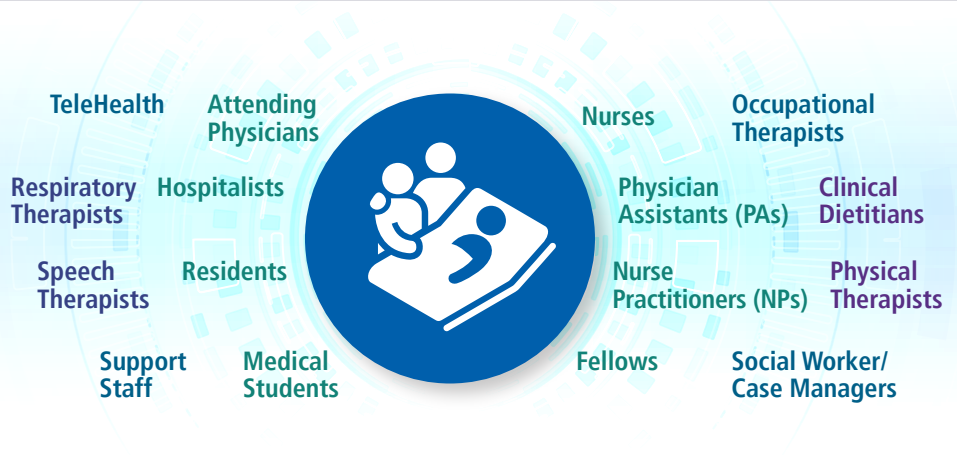 TeleHealth
Attending
Physicians
Nurses
Occupational
Therapists
Respiratory
Therapists
Hospitalists
Physician
Assistants (PAs)
Clinical
Dietitians
Speech
Therapists
Residents
Nurse
Practitioners (NPs)
Physical
Therapists
Support
Staff
Medical
Students
Fellows
Social Worker/
Case Managers